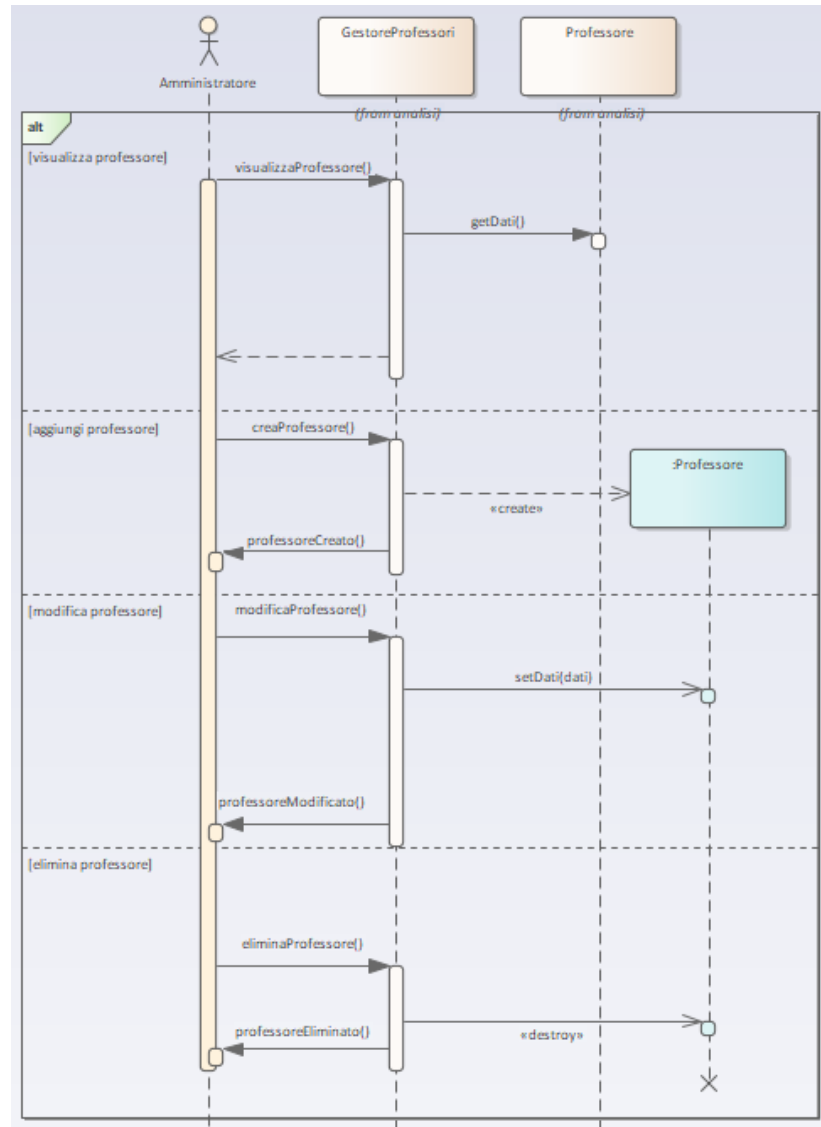 GestoreProfessori
Professore
Amministratore
(from analisi)
(from analisi)
alt
[visualizza professore]
visualizzaProfessore()
getDati()
[aggiungi professore]
creaProfessore()
:Professore
«create»
professoreCreato()
[modifica professore]
modificaProfessore()
setDati(dati)
professoreModificato()
[elimina professore]
eliminaProfessore()
professoreEliminato()
«destroy»